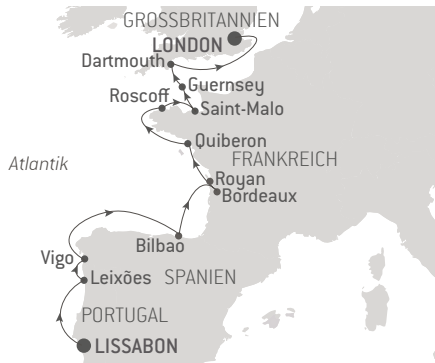 GROSSBRITANNIEN
LONDON
Dartmouth
Guernsey
Roscoff
Saint-Malo
Quiberon
Atlantik
FRANKREICH
Royan
Bordeaux
Bilbao
Vigo
Leixões SPANIEN
PORTUGAL
LISSABON